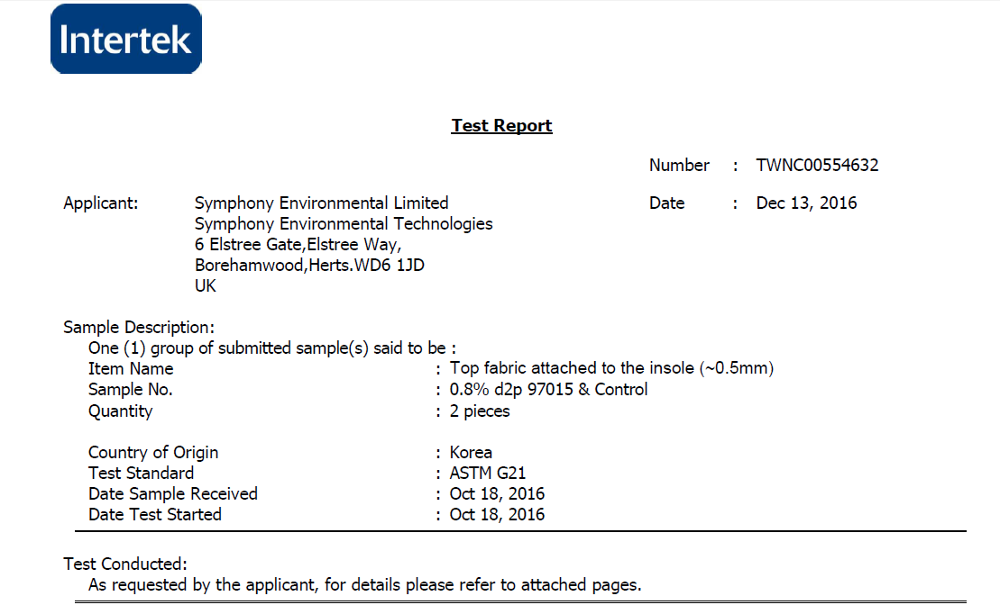 Intertek
Test Report
Number : TWNC00554632
Applicant: Symphony Environmental Limited Date : Dec 13, 2016
Symphony Environmental Technologies
6 Elstree Gate,Elstree Way,
Borehamwood,Herts.WD6 1JD
UK
Sample Description:
One (1) group of submitted sample(s) said to be :
Item Name : Top fabric attached to the insole (~0.5mm)
Sample No. : 0.8% d2p 97015 & Control
Quantity : 2 pieces
Country of Origin : Korea
Test Standard : ASTM G21
Date Sample Received : Oct 18, 2016
Date Test Started : Oct 18, 2016
Test Conducted:
As requested by the applicant, for details please refer to attached pages.